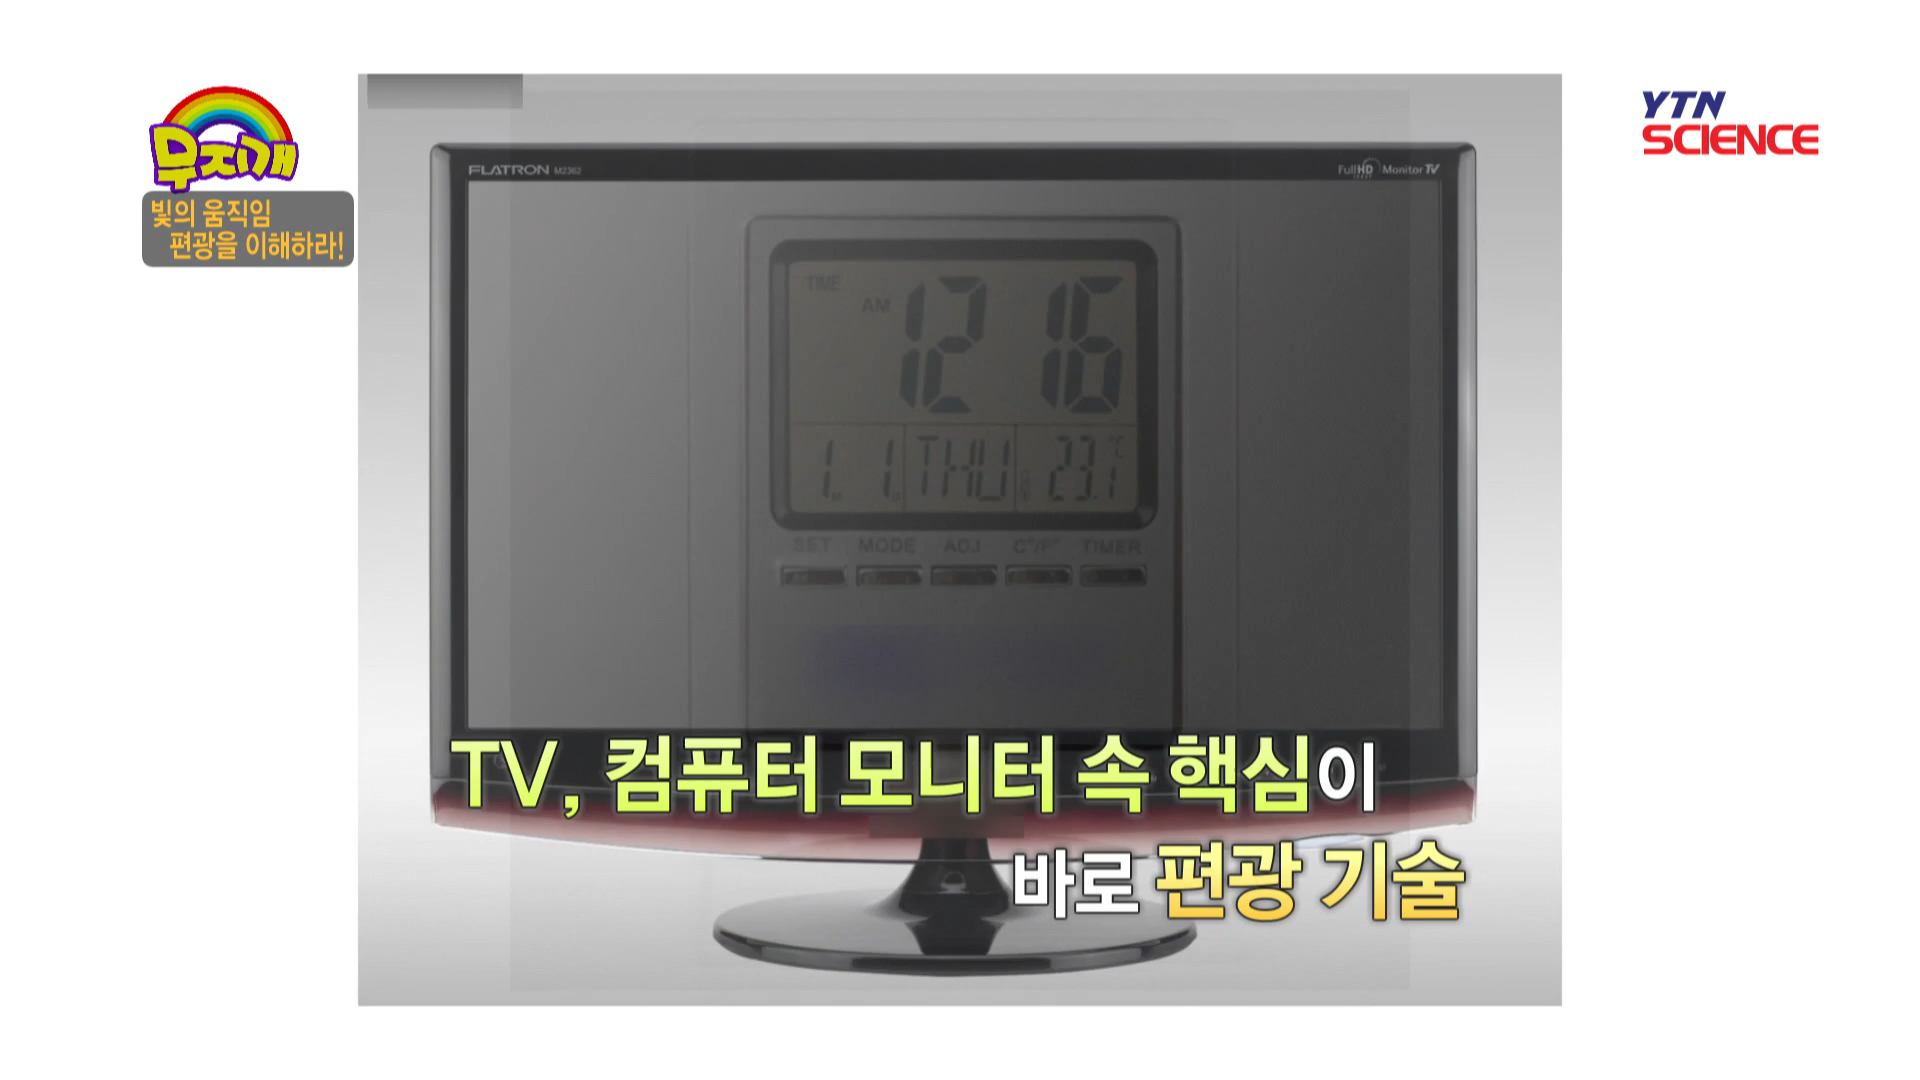 무지개
빛의 움직임
편광을 이해하라!
YTN
SCIENCE
FLATRON M2362
FullHD Monitor TV
TIME
AM 12 16
1 1 THU 23.1 °C
SET MODE ADJ C°/F° TIMER
TV, 컴퓨터 모니터 속 핵심이
바로 편광 기술